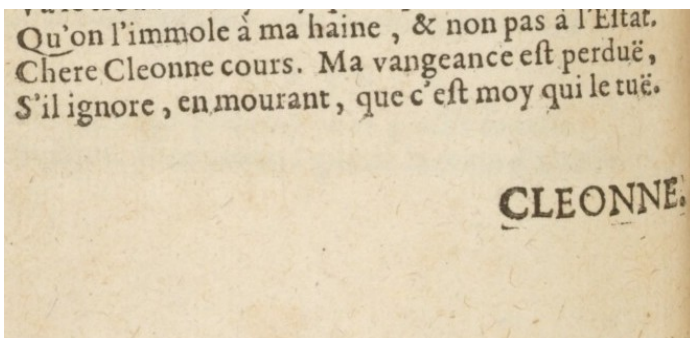 Qu'on l'immole à ma haine, & non pas à l'Eſtat.
Chere Cleonne cours. Ma vangeance eſt perduë,
S'il ignore, en mourant, que c'eſt moy qui le tuë.
CLEONNE.